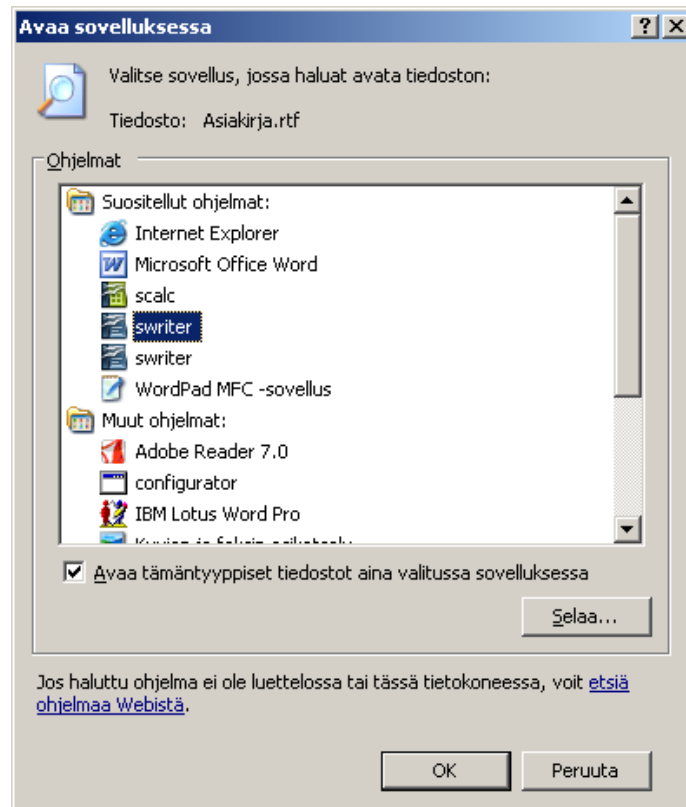 Avaa sovelluksessa
Valitse sovellus, jossa haluat avata tiedoston:
Tiedosto: Asiakirja.rtf
Ohjelmat
Suositellut ohjelmat:
Internet Explorer
Microsoft Office Word
scalc
swriter
swriter
WordPad MFC -sovellus
Muut ohjelmat:
Adobe Reader 7.0
configurator
IBM Lotus Word Pro
Avaa tämäntyyppiset tiedostot aina valitussa sovelluksessa
Selaa...
Jos haluttu ohjelma ei ole luettelossa tai tässä tietokoneessa, voit etsiä
ohjelmaa Webistä.
OK Peruuta